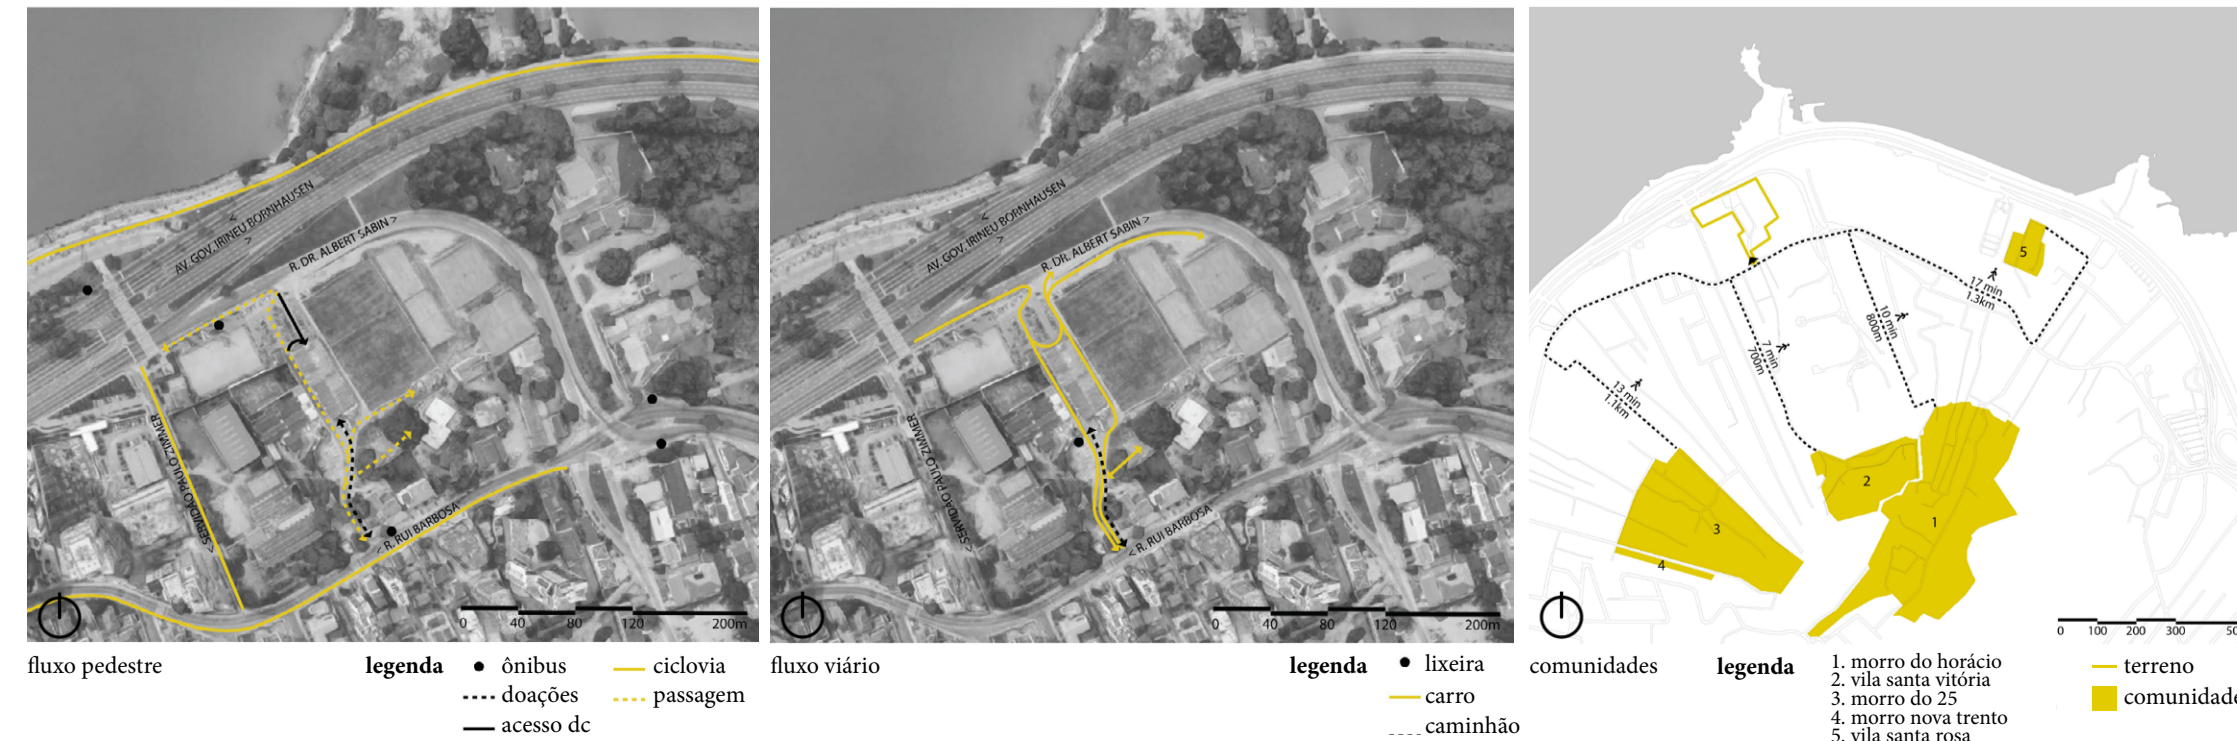 AV. GOV. IRINEU BORNHAUSEN
R. DR. ALBERT SABIN >
< SERVIDÃO PAULO ZIMMER
< R. RUI BARBOSA
0 40 80 120 200m
fluxo pedestre
legenda
ônibus
doações
acesso dc
ciclovia
passagem
AV. GOV. IRINEU BORNHAUSEN
R. DR. ALBERT SABIN >
< SERVIDÃO PAULO ZIMMER
< R. RUI BARBOSA
0 40 80 120 200m
fluxo viário
legenda
lixeira
carro
caminhão
17 min
1.3km
10 min
800m
7 min
700m
13 min
1.1km
5
2
1
3
4
0 100 200 300 50
comunidades
legenda
1. morro do horácio
2. vila santa vitória
3. morro do 25
4. morro nova trento
5. vila santa rosa
terreno
comunidade